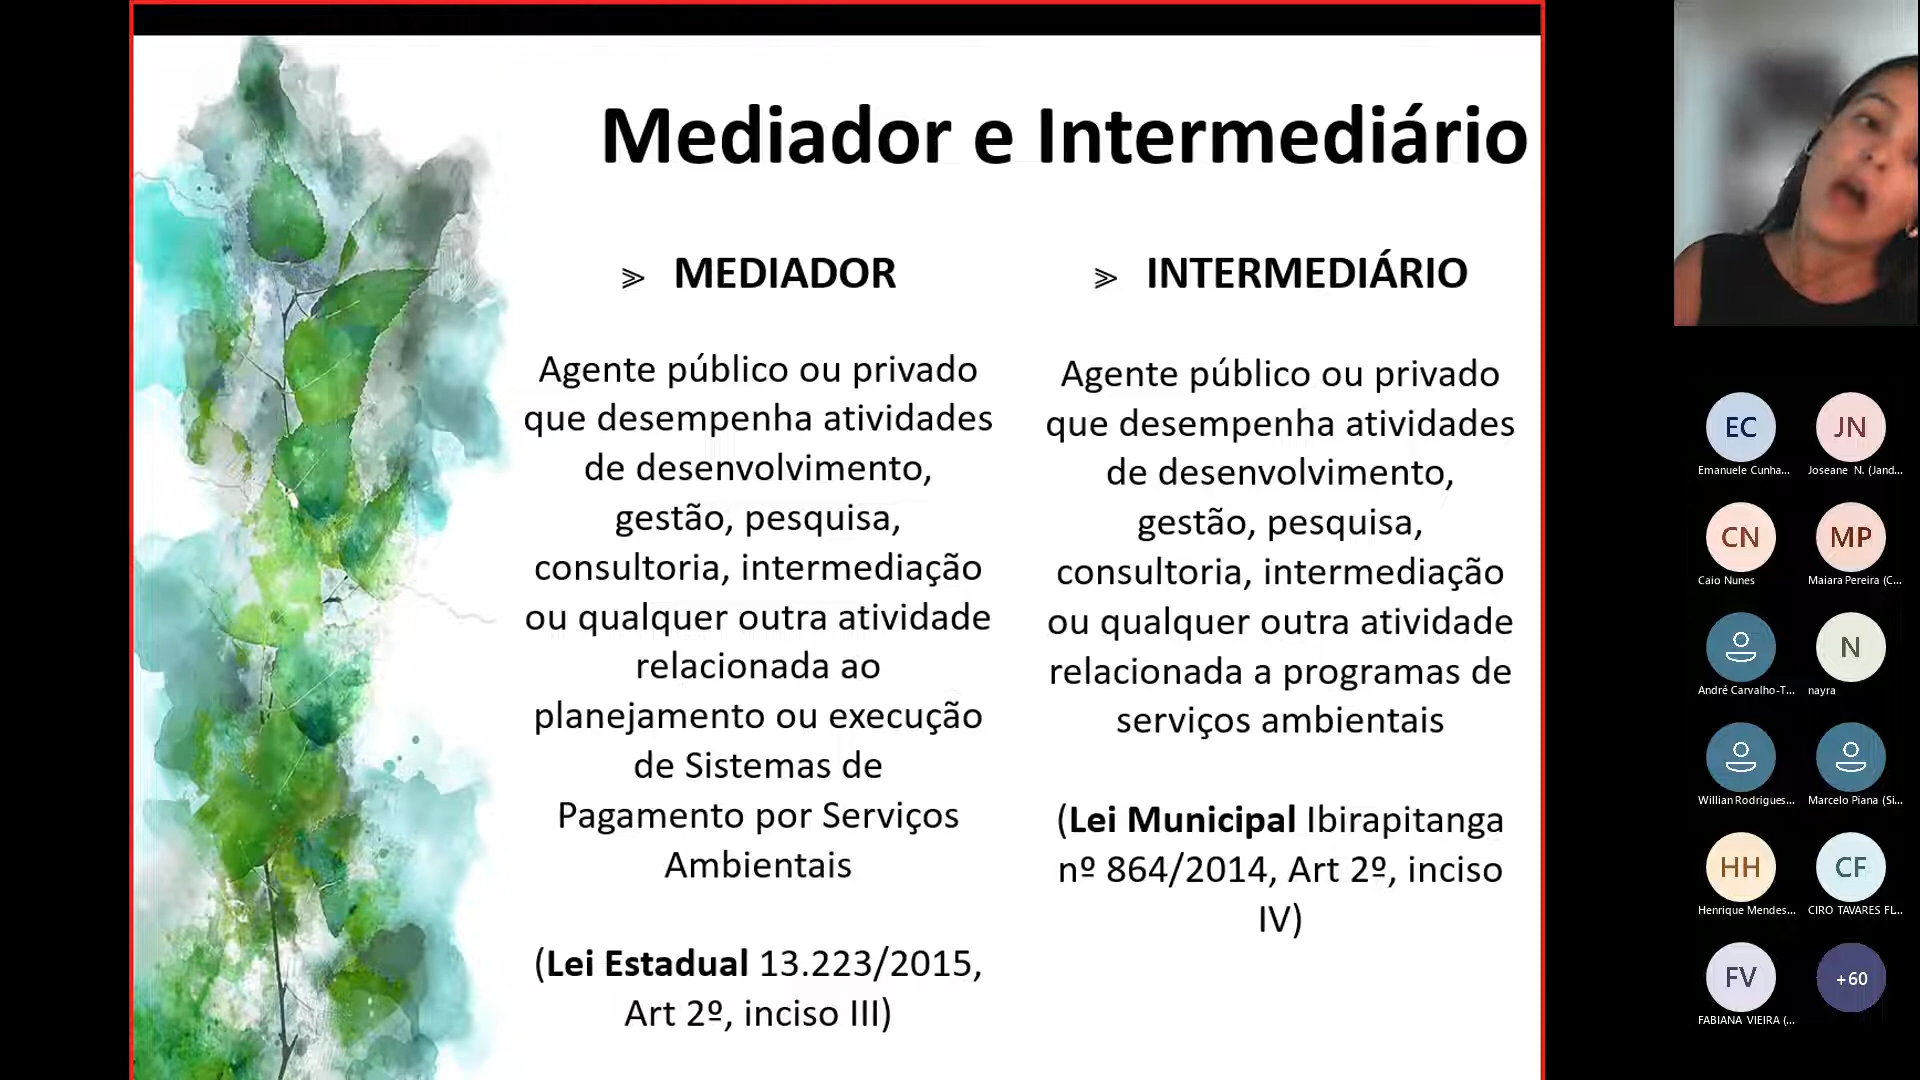 Mediador e Intermediário
⪢ MEDIADOR
Agente público ou privado
que desempenha atividades
de desenvolvimento,
gestão, pesquisa,
consultoria, intermediação
ou qualquer outra atividade
relacionada ao
planejamento ou execução
de Sistemas de
Pagamento por Serviços
Ambientais
(Lei Estadual 13.223/2015,
Art 2º, inciso III)
⪢ INTERMEDIÁRIO
Agente público ou privado
que desempenha atividades
de desenvolvimento,
gestão, pesquisa,
consultoria, intermediação
ou qualquer outra atividade
relacionada a programas de
serviços ambientais
(Lei Municipal Ibirapitanga
nº 864/2014, Art 2º, inciso
IV)
EC
Emanuele Cunha...
JN
Joseane N. (Jand...
CN
Caio Nunes
MP
Maiara Pereira (C...
André Carvalho-T...
N
nayra
Willian Rodrigues...
Marcelo Piana (Si...
HH
Henrique Mendes...
CF
CIRO TAVARES FL...
FV
FABIANA VIEIRA (...
+60